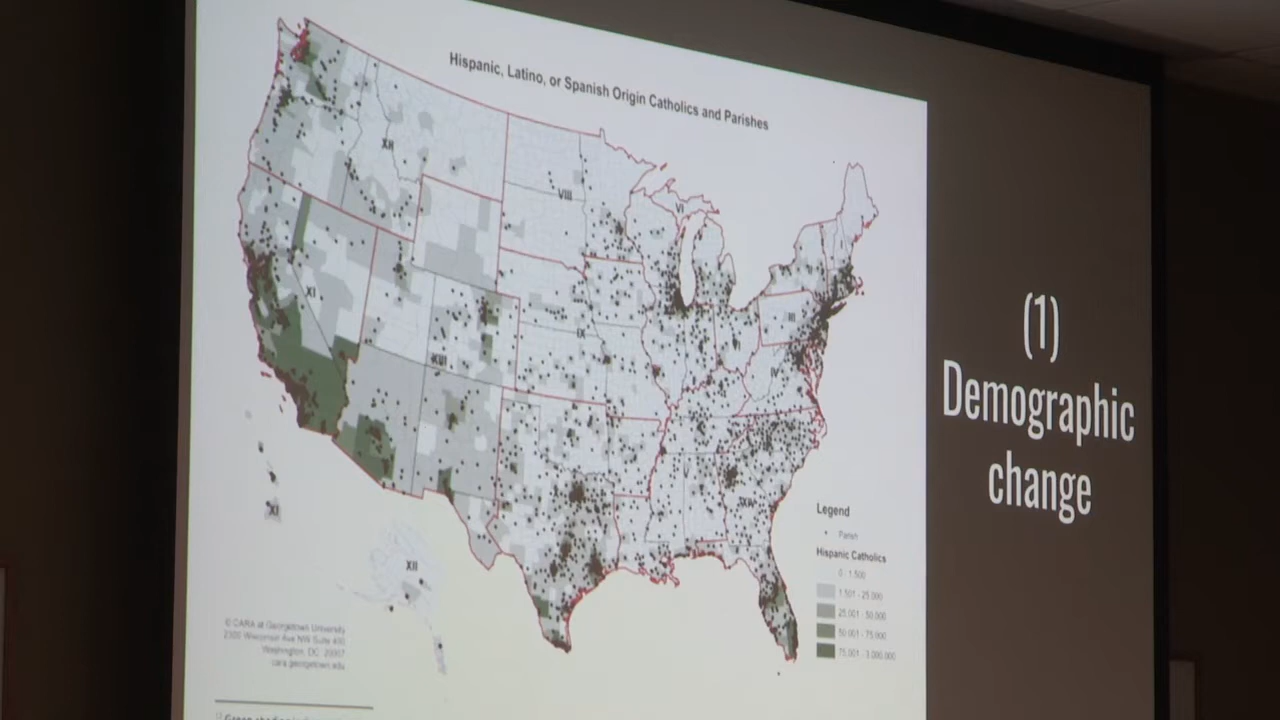 Hispanic, Latino, or Spanish Origin Catholics and Parishes
XII
VIII
VI
XI
III
IX
XIII
IV
V
XIV
XI
XII
(1)
Demographic
change
Legend
Parish
Hispanic Catholics
0 - 1,500
1,501 - 25,000
25,001 - 50,000
50,001 - 75,000
75,001 - 3,000,000
© CARA at Georgetown University
2300 Wisconsin Ave NW Suite 400
Washington, DC 20007
cara.georgetown.edu